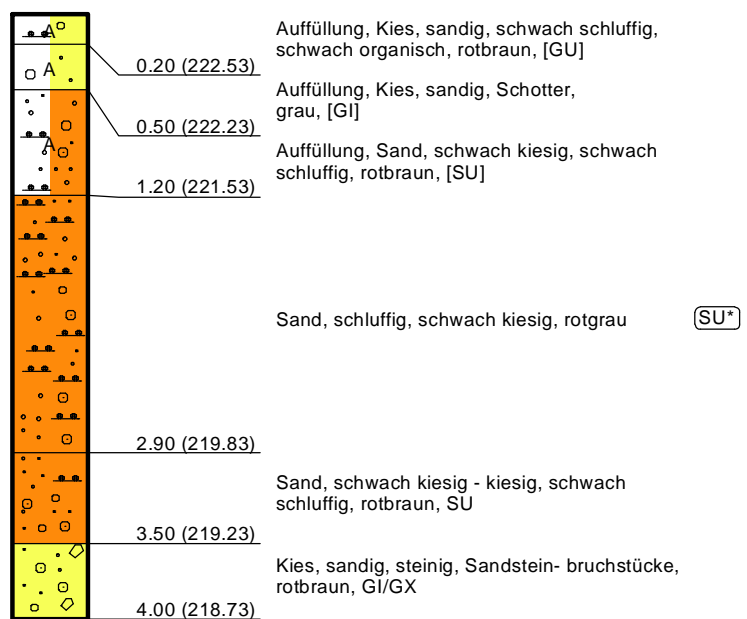 Auffüllung, Kies, sandig, schwach schluffig,
schwach organisch, rotbraun, [GU]
A
0.20 (222.53)
Auffüllung, Kies, sandig, Schotter,
grau, [GI]
A
0.50 (222.23)
Auffüllung, Sand, schwach kiesig, schwach
schluffig, rotbraun, [SU]
A
1.20 (221.53)
Sand, schluffig, schwach kiesig, rotgrau SU*
2.90 (219.83)
Sand, schwach kiesig - kiesig, schwach
schluffig, rotbraun, SU
3.50 (219.23)
Kies, sandig, steinig, Sandstein- bruchstücke,
rotbraun, GI/GX
4.00 (218.73)